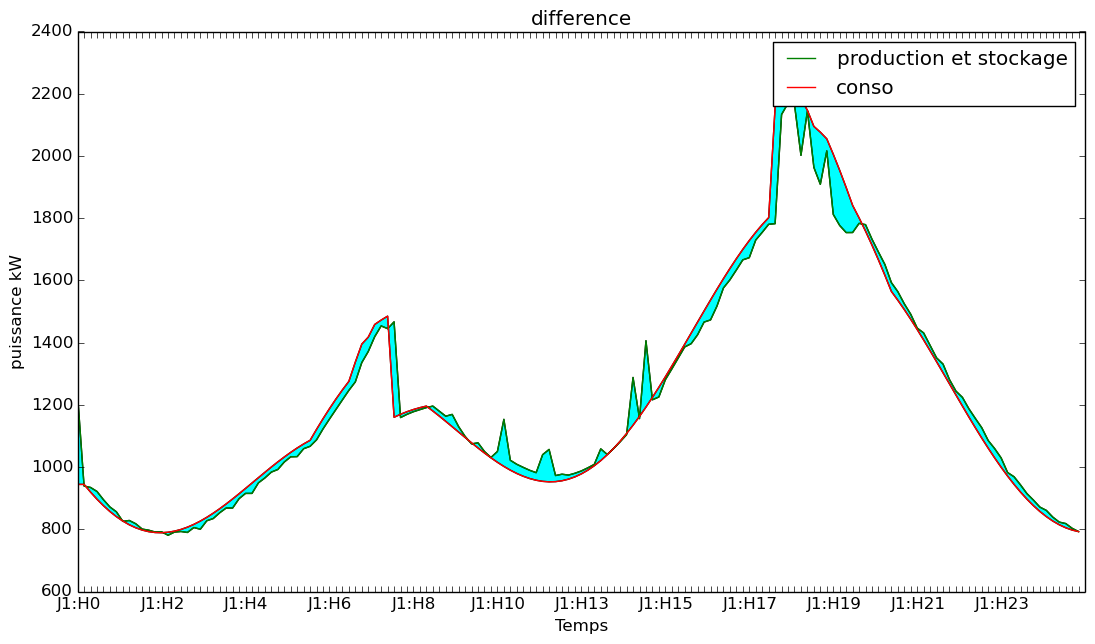 difference
2400
2200
2000
1800
1600
1400
1200
1000
800
600
puissance kW
production et stockage
conso
J1:H0 J1:H2 J1:H4 J1:H6 J1:H8 J1:H10 J1:H13 J1:H15 J1:H17 J1:H19 J1:H21 J1:H23
Temps